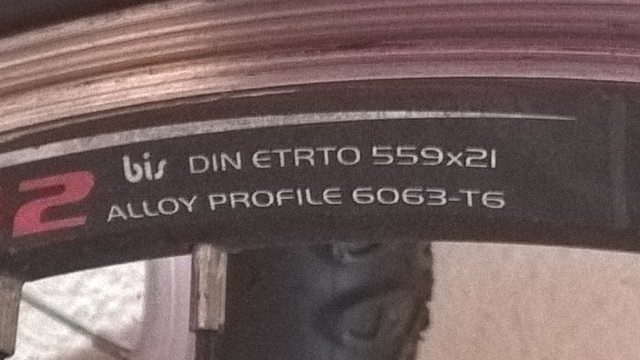 2 bis DIN ETRTO 559x21
ALLOY PROFILE 6063-T6